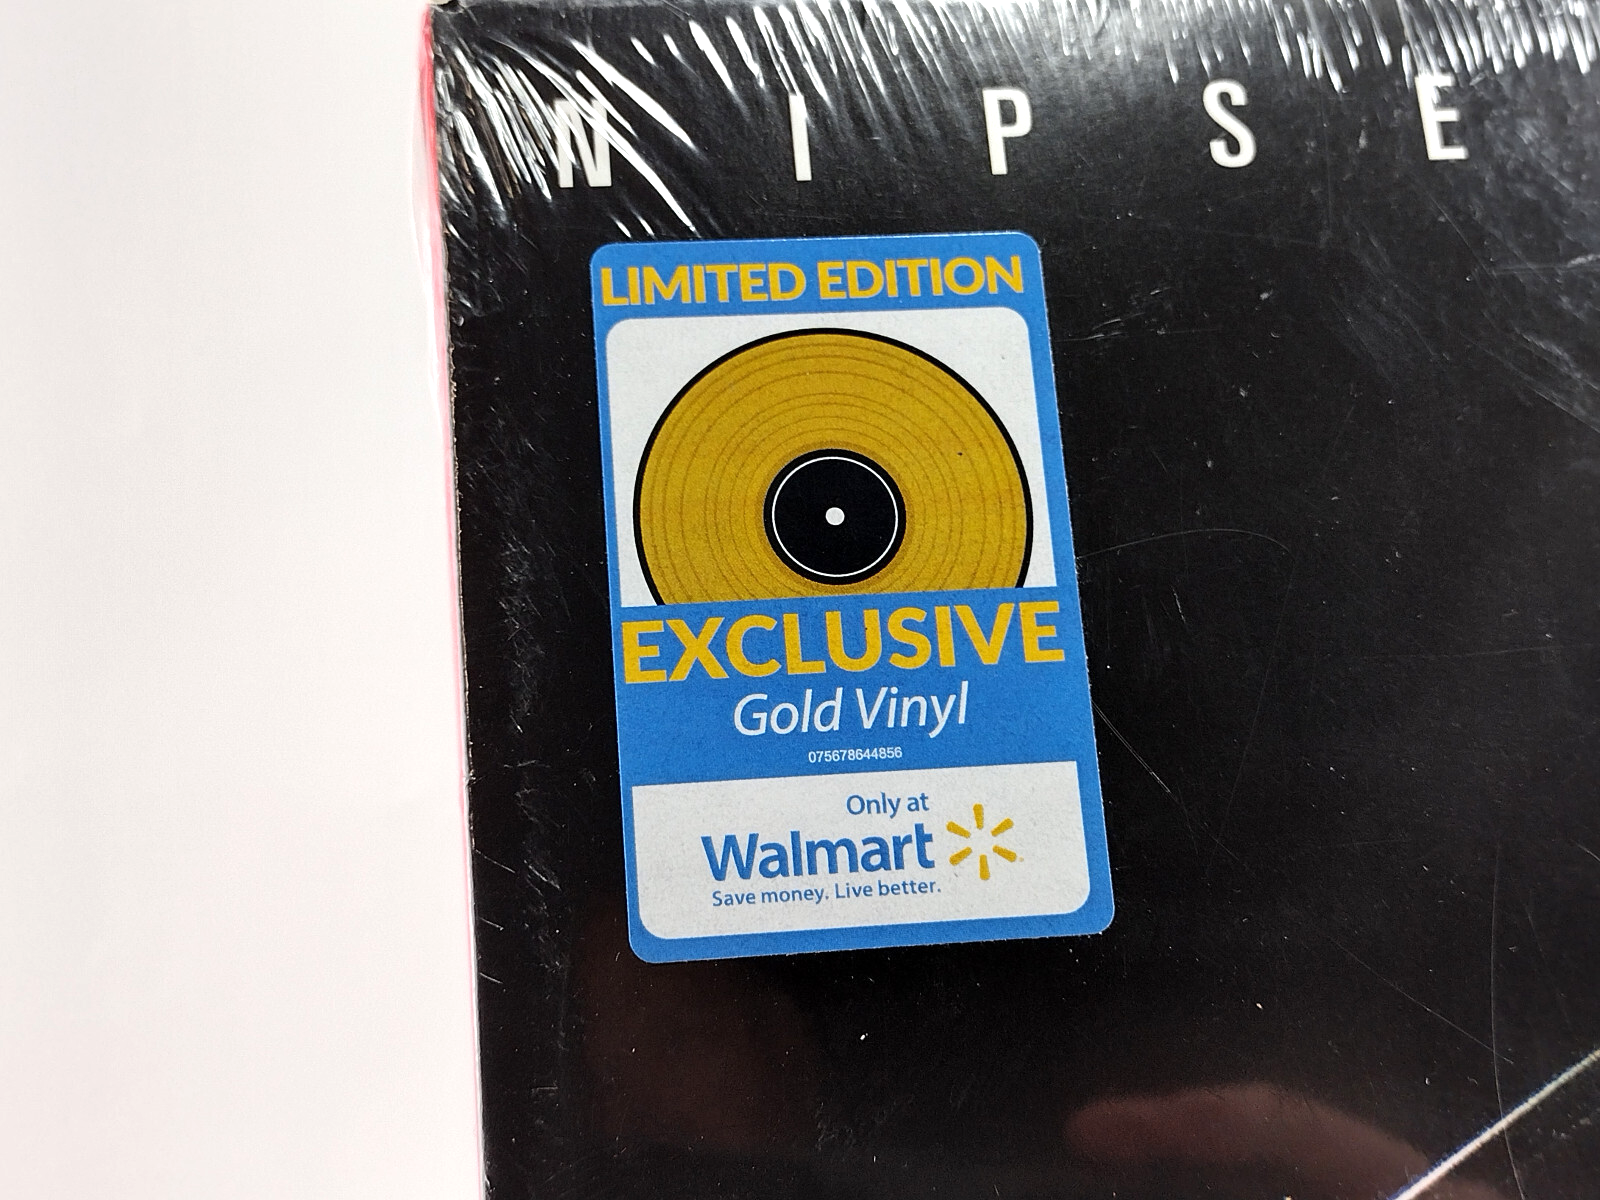 N I P S E
LIMITED EDITION
EXCLUSIVE
Gold Vinyl
075678644856
Only at
Walmart
Save money. Live better.